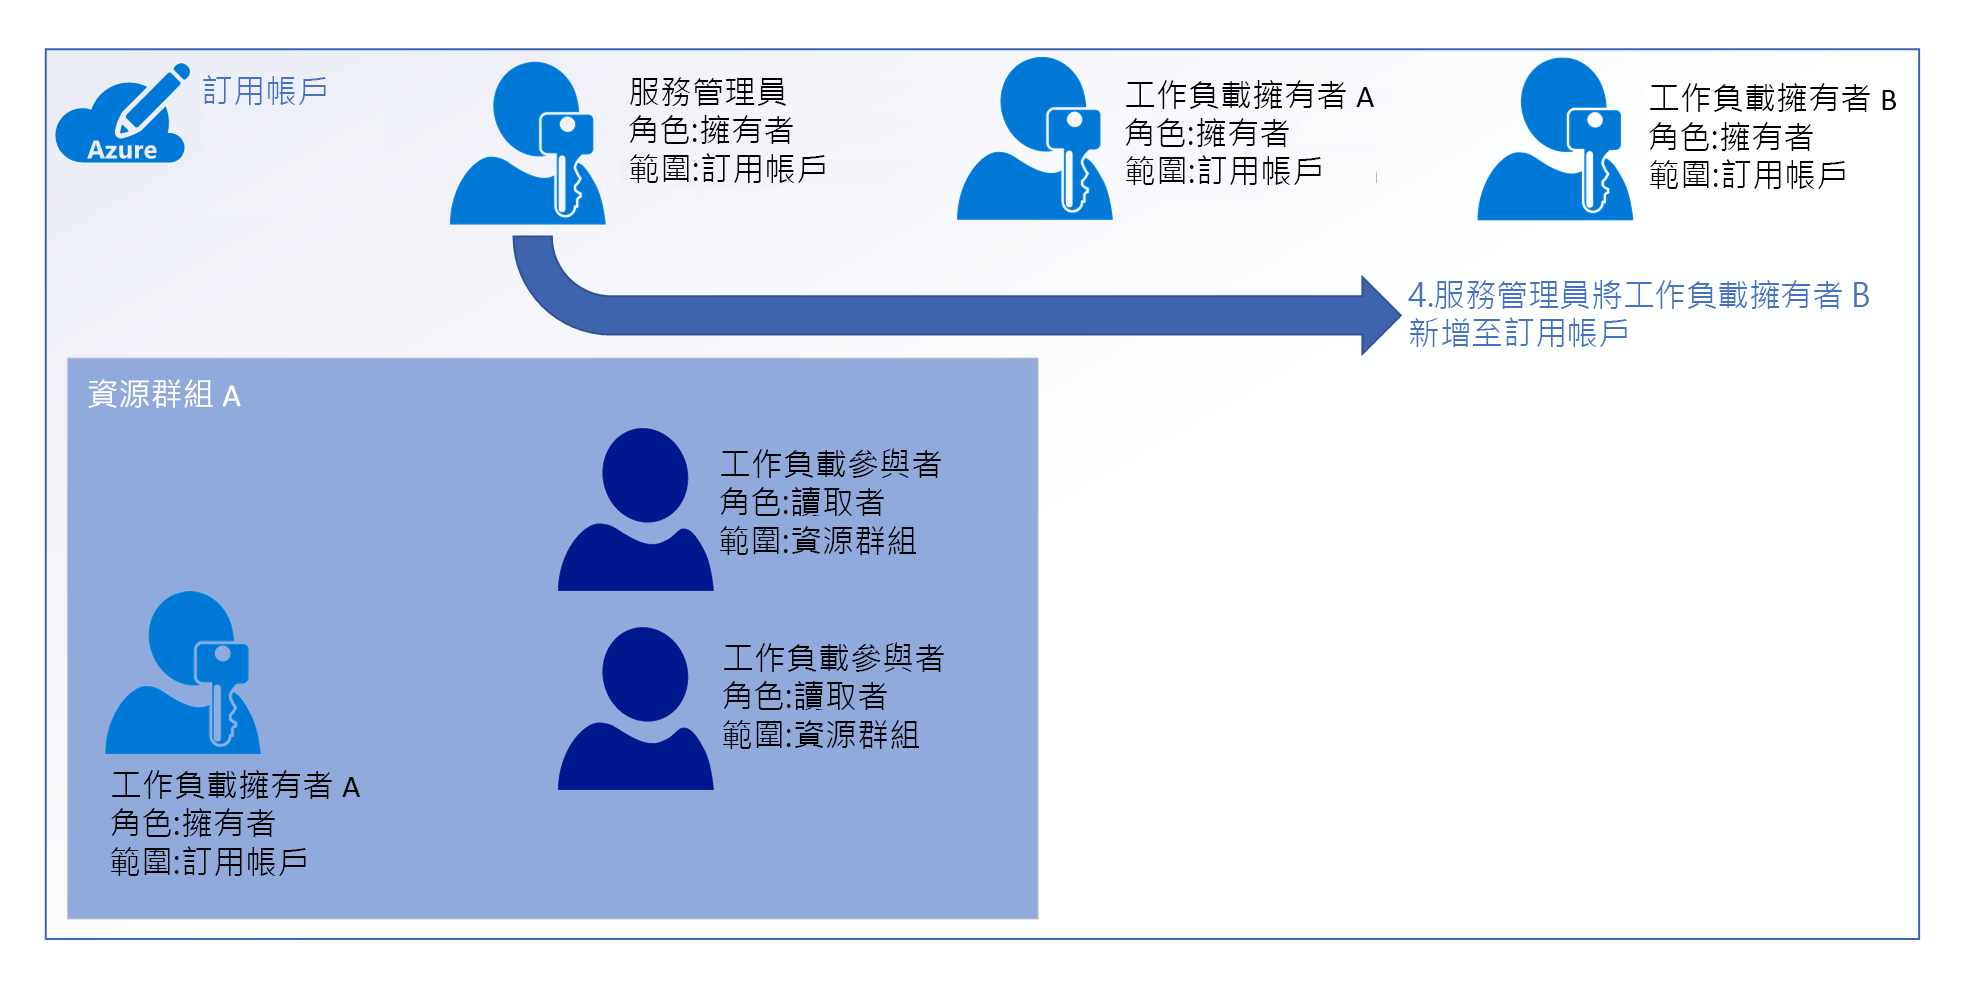 Azure
訂用帳戶
服務管理員
角色:擁有者
範圍:訂用帳戶
工作負載擁有者 A
角色:擁有者
範圍:訂用帳戶
工作負載擁有者 B
角色:擁有者
範圍:訂用帳戶
4.服務管理員將工作負載擁有者 B
新增至訂用帳戶
資源群組 A
工作負載參與者
角色:讀取者
範圍:資源群組
工作負載參與者
角色:讀取者
範圍:資源群組
工作負載擁有者 A
角色:擁有者
範圍:訂用帳戶